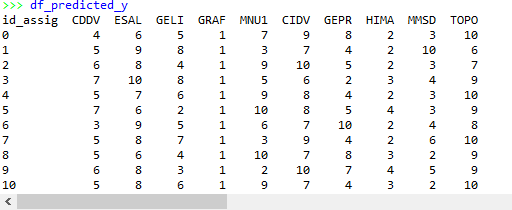 >>> df_predicted_y
id_assig CDDV ESAL GELI GRAF MNU1 CIDV GEPR HIMA MMSD TOPO
0 4 6 5 1 7 9 8 2 3 10
1 5 9 8 1 3 7 4 2 10 6
2 6 8 4 1 9 10 5 2 3 7
3 7 10 8 1 5 6 2 3 4 9
4 5 7 6 1 9 8 4 2 3 10
5 7 6 2 1 10 8 5 4 3 9
6 3 9 5 1 6 7 10 2 4 8
7 5 8 7 1 3 9 4 2 6 10
8 5 6 4 1 10 7 8 3 2 9
9 6 8 3 1 2 10 7 4 5 9
10 5 8 6 1 9 7 4 3 2 10